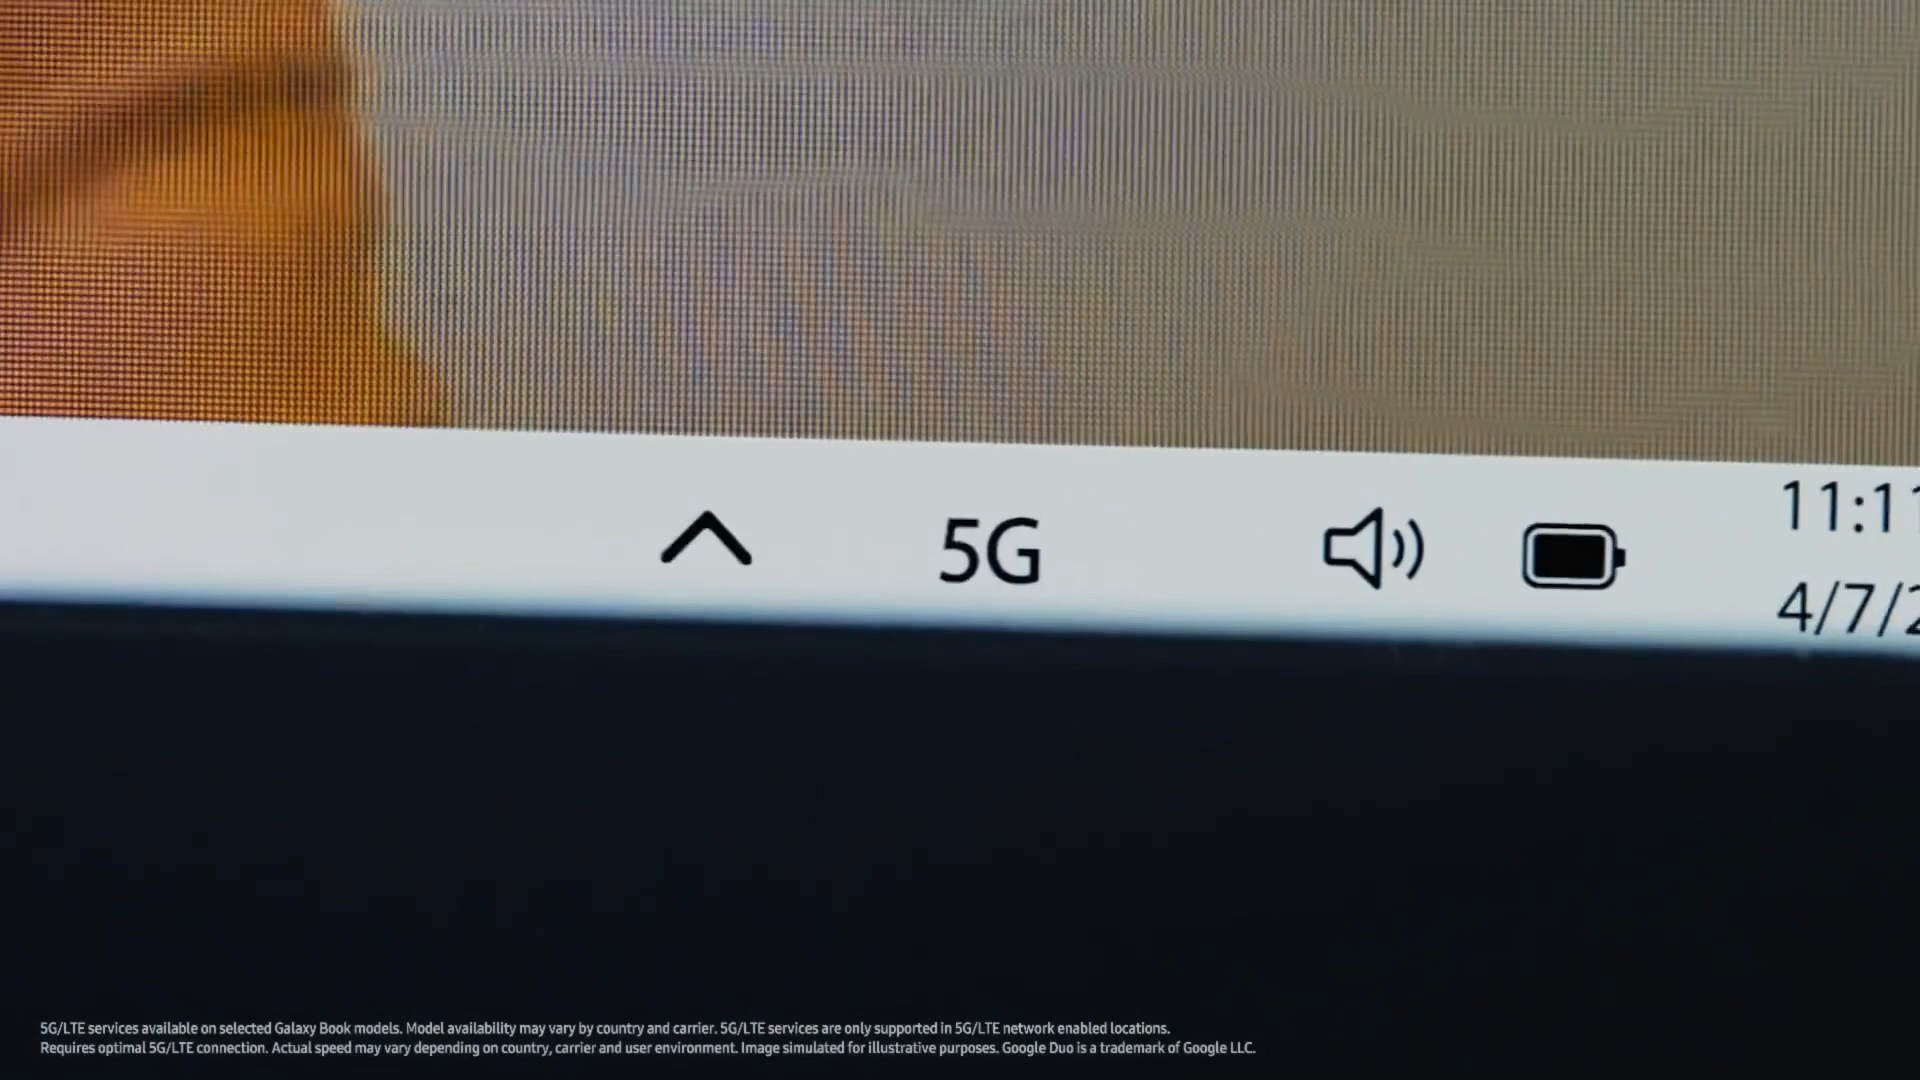 5G
11:1
4/7/2
5G/LTE services available on selected Galaxy Book models. Model availability may vary by country and carrier. 5G/LTE services are only supported in 5G/LTE network enabled locations.
Requires optimal 5G/LTE connection. Actual speed may vary depending on country, carrier and user environment. Image simulated for illustrative purposes. Google Duo is a trademark of Google LLC.